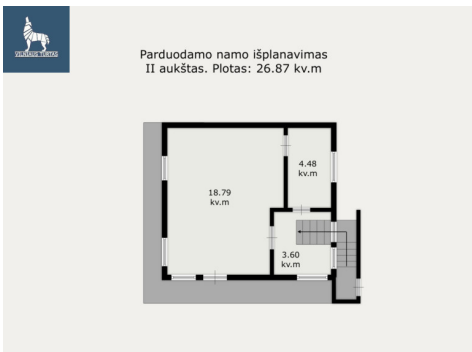 Parduodamo namo išplanavimas
II aukštas. Plotas: 26.87 kv.m
4.48
kv.m
18.79
kv.m
3.60
kv.m